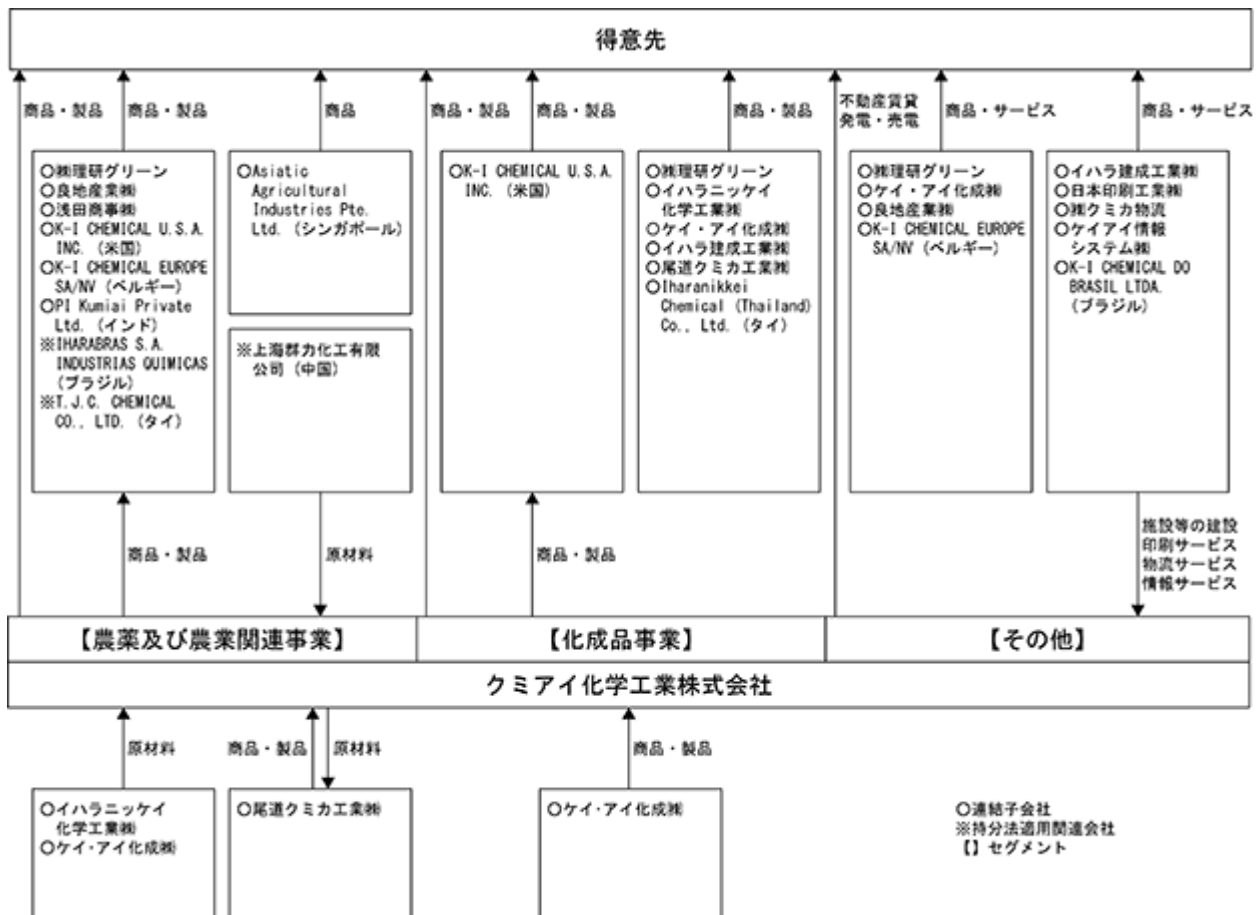 得意先
商品・製品
商品・製品
商品
商品・製品
商品・製品
商品・製品
不動産賃貸
発電・売電
商品・サービス
商品・サービス
○㈱理研グリーン
○良地産業㈱
○浅田商事㈱
○K-I CHEMICAL U.S.A.
INC. (米国)
○K-I CHEMICAL EUROPE
SA/NV (ベルギー)
○PI Kumiai Private
Ltd. (インド)
※IHARABRAS S.A.
INDUSTRIAS QUIMICAS
(ブラジル)
※T.J.C. CHEMICAL
CO., LTD. (タイ)
○Asiatic
Agricultural
Industries Pte.
Ltd. (シンガポール)
※上海群力化工有限
公司 (中国)
○K-I CHEMICAL U.S.A.
INC. (米国)
○㈱理研グリーン
○イハラニッケイ
化学工業㈱
○ケイ・アイ化成㈱
○イハラ建成工業㈱
○尾道クミカ工業㈱
○Iharanikkei
Chemical (Thailand)
Co., Ltd. (タイ)
○㈱理研グリーン
○ケイ・アイ化成㈱
○良地産業㈱
○K-I CHEMICAL EUROPE
SA/NV (ベルギー)
○イハラ建成工業㈱
○日本印刷工業㈱
○㈱クミカ物流
○ケイアイ情報
システム㈱
○K-I CHEMICAL DO
BRASIL LTDA.
(ブラジル)
商品・製品
原材料
商品・製品
施設等の建設
印刷サービス
物流サービス
情報サービス
【農薬及び農業関連事業】
【化成品事業】
【その他】
クミアイ化学工業株式会社
原材料
商品・製品
原材料
商品・製品
○イハラニッケイ
化学工業㈱
○ケイ・アイ化成㈱
○尾道クミカ工業㈱
○ケイ・アイ化成㈱
○連結子会社
※持分法適用関連会社
【】セグメント